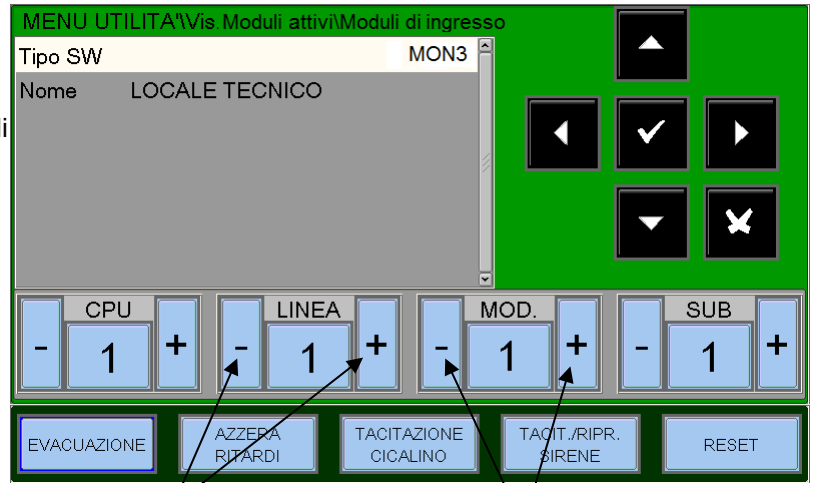 MENU UTILITA'\Vis. Moduli attivi\Moduli di ingresso
Tipo SW MON3
Nome LOCALE TECNICO
li
CPU LINEA MOD. SUB
- 1 + - 1 + - 1 + - 1 +
EVACUAZIONE
AZZERA
RITARDI
TACITAZIONE
CICALINO
TACIT./RIPR.
SIRENE
RESET